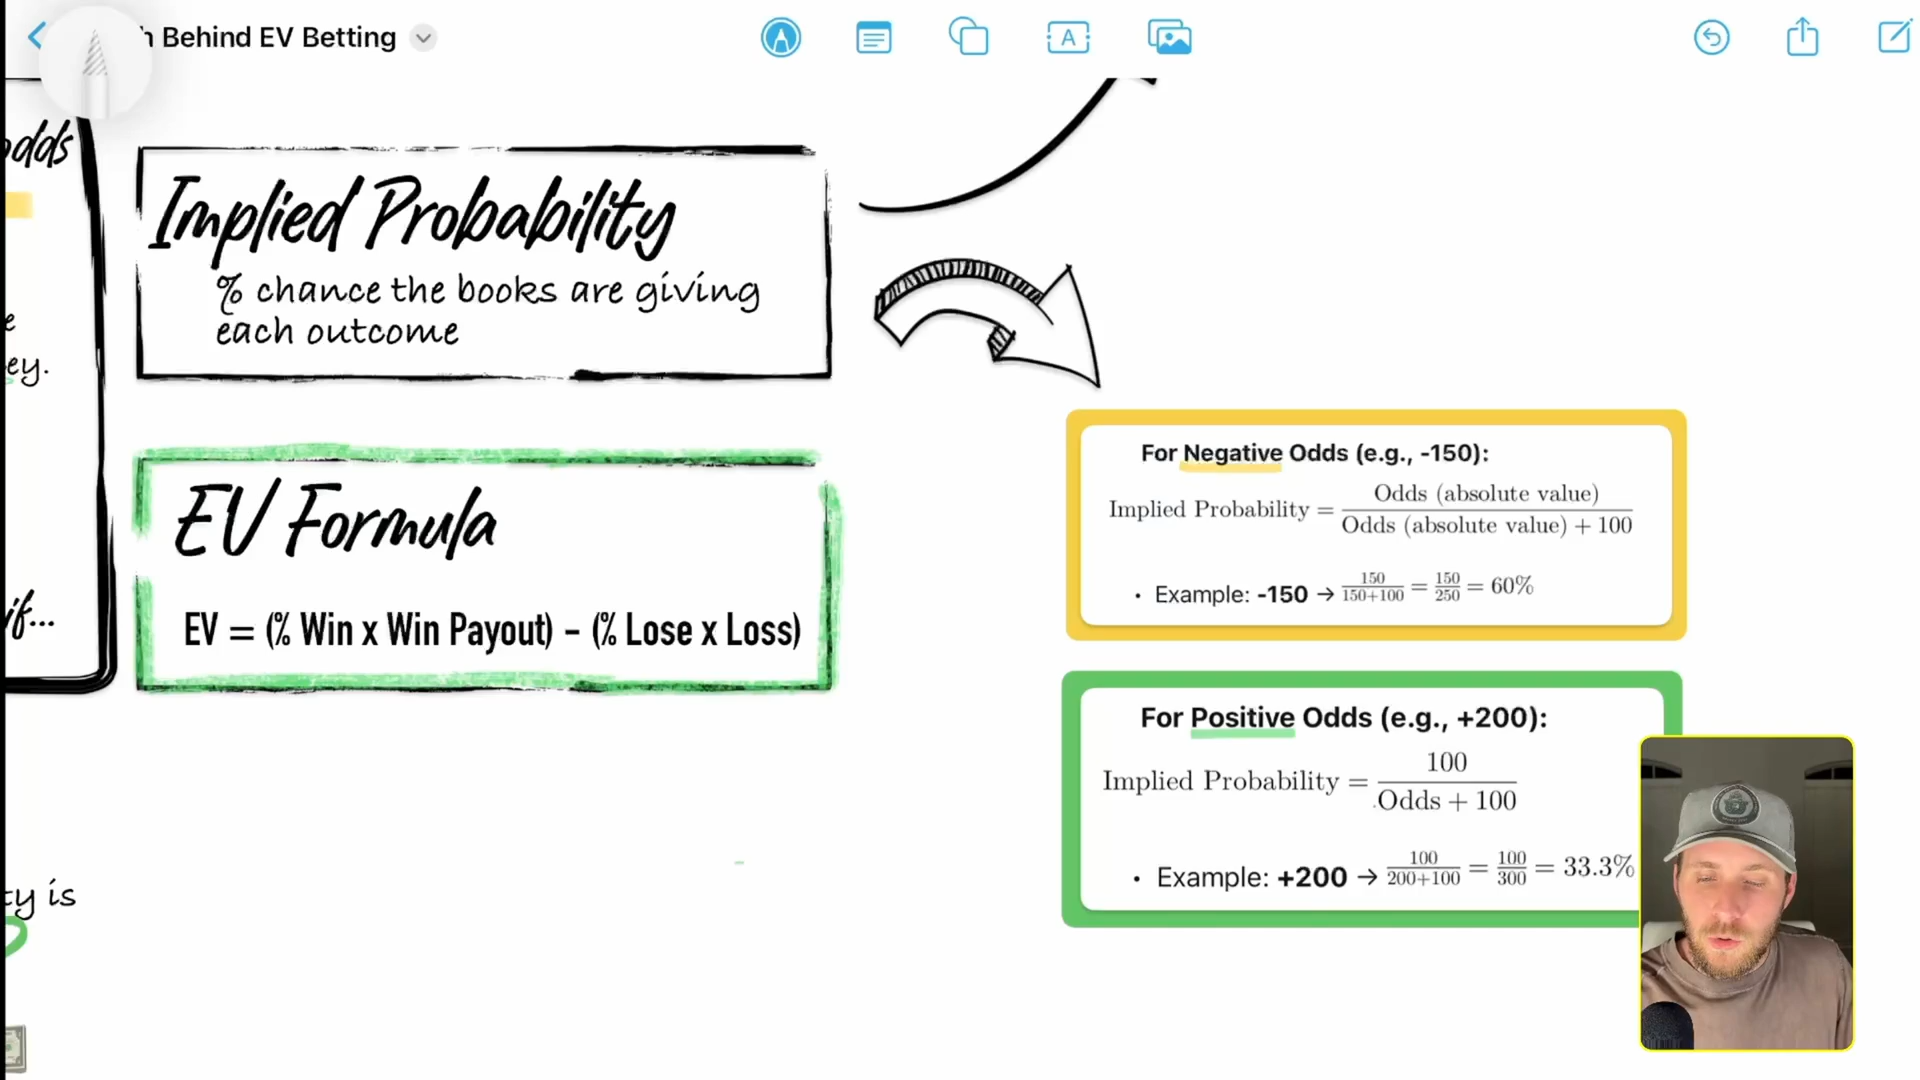 h Behind EV Betting
A
odds
Implied Probability
% chance the books are giving
each outcome
e
ey.
EV Formula
EV = (% Win x Win Payout) - (% Lose x Loss)
if...
ty is
For Negative Odds (e.g., -150):
Implied Probability = Odds (absolute value) / Odds (absolute value) + 100
• Example: -150 → 150/150+100 = 150/250 = 60%
For Positive Odds (e.g., +200):
Implied Probability = 100 / Odds + 100
• Example: +200 → 100/200+100 = 100/300 = 33.3%